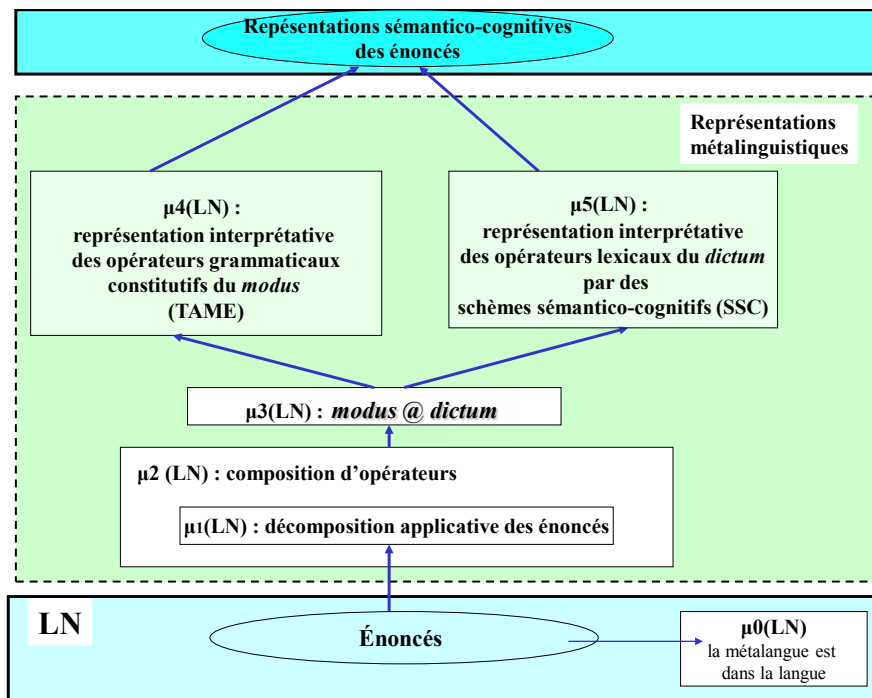 Repésentations sémantico-cognitives
des énoncés
Représentations
métalinguistiques
µ4(LN) :
représentation interprétative
des opérateurs grammaticaux
constitutifs du modus
(TAME)
µ5(LN) :
représentation interprétative
des opérateurs lexicaux du dictum
par des
schèmes sémantico-cognitifs (SSC)
µ3(LN) : modus @ dictum
µ2 (LN) : composition d’opérateurs
µ1(LN) : décomposition applicative des énoncés
LN
Énoncés
µ0(LN)
la métalangue est
dans la langue